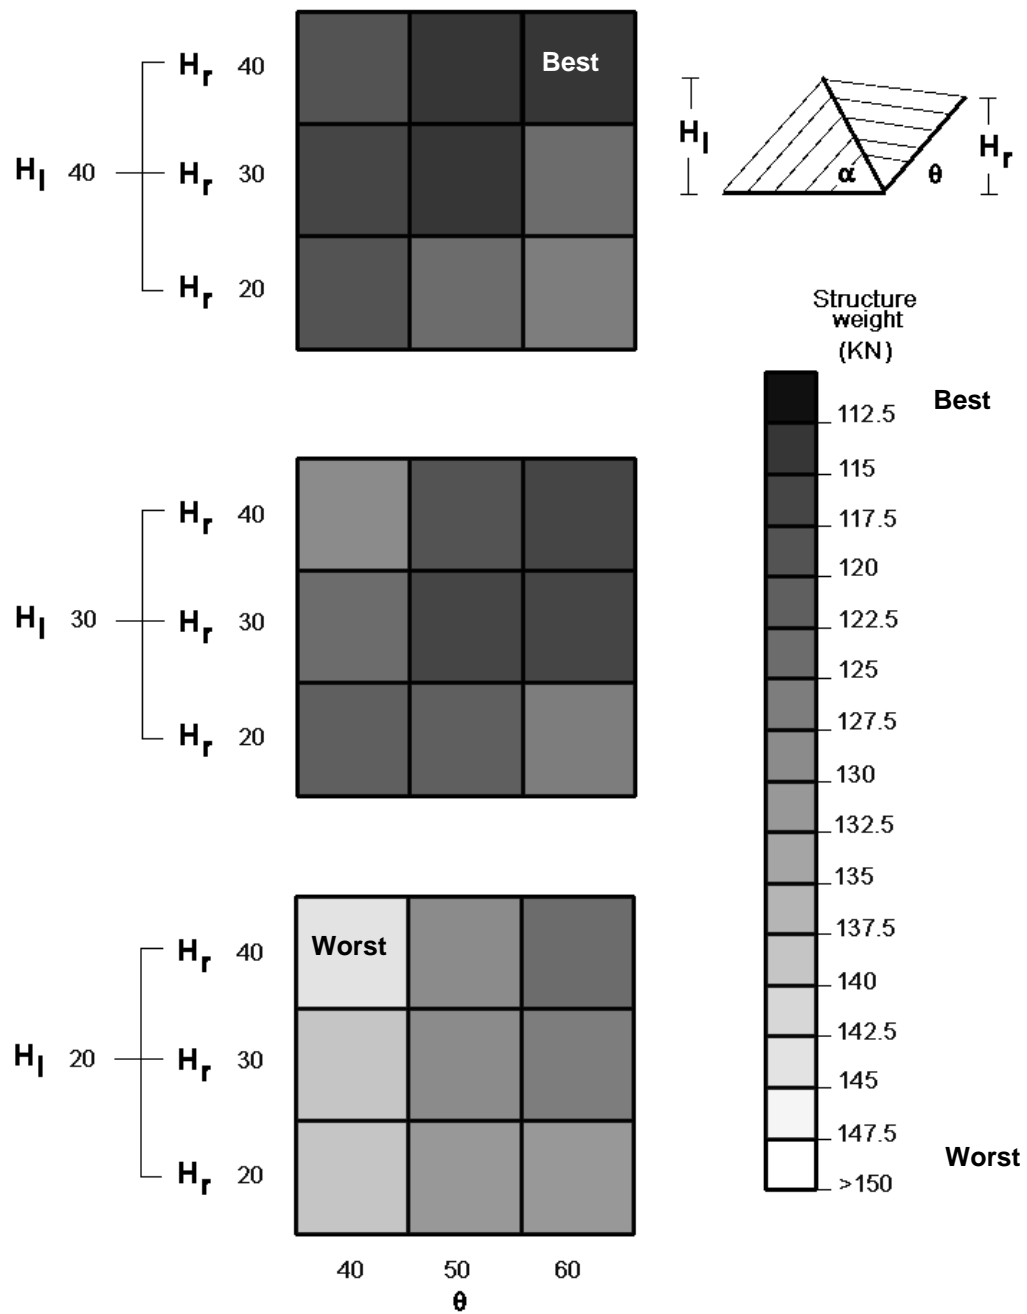 Hr 40
Best
Hl 40
Hr 30
Hr 20
Hl
Hr
α
θ
Structure
weight
(KN)
Best
112.5
115
117.5
120
122.5
125
127.5
130
132.5
135
137.5
140
142.5
145
147.5
>150
Worst
Hr 40
Hl 30
Hr 30
Hr 20
Hr 40
Worst
Hl 20
Hr 30
Hr 20
40 50 60
θ